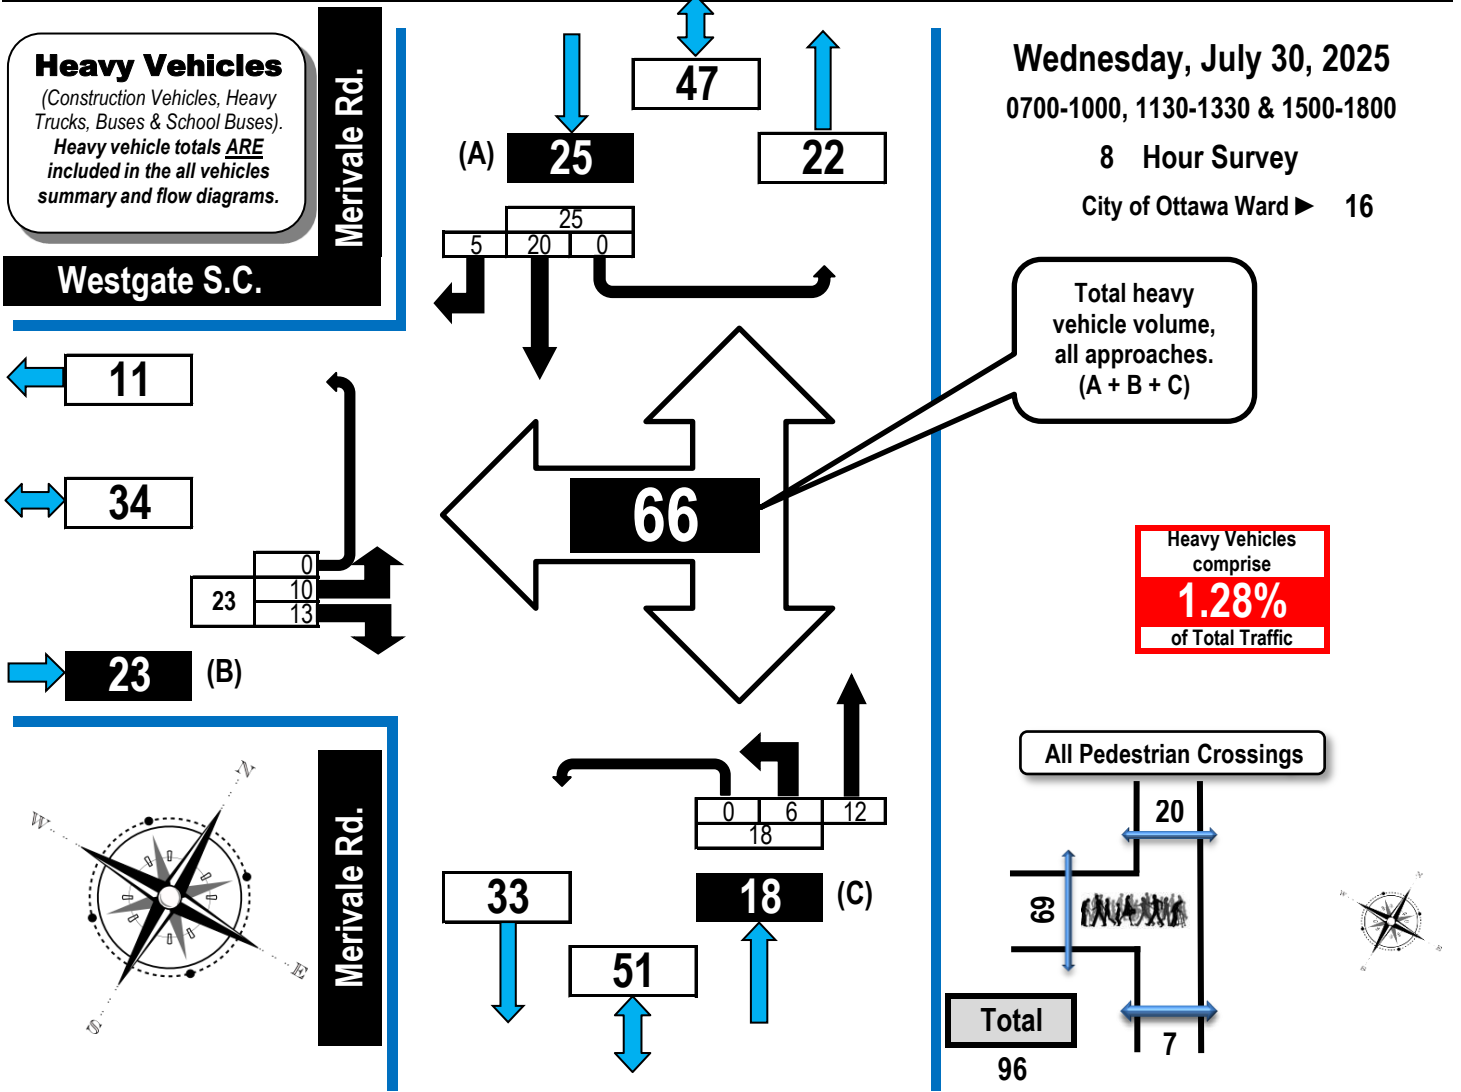 Heavy Vehicles
(Construction Vehicles, Heavy
Trucks, Buses & School Buses).
Heavy vehicle totals ARE
included in the all vehicles
summary and flow diagrams.
Merivale Rd.
Westgate S.C.
47
(A)
25
22
25
5 20 0
Wednesday, July 30, 2025
0700-1000, 1130-1330 & 1500-1800
8 Hour Survey
City of Ottawa Ward ► 16
Total heavy
vehicle volume,
all approaches.
(A + B + C)
11
34
66
0
10
13
23
23 (B)
Heavy Vehicles
comprise
1.28%
of Total Traffic
N
W
E
S
Merivale Rd.
0 6 12
18
33
18 (C)
51
All Pedestrian Crossings
20
69
7
Total
96
N
W
E
S